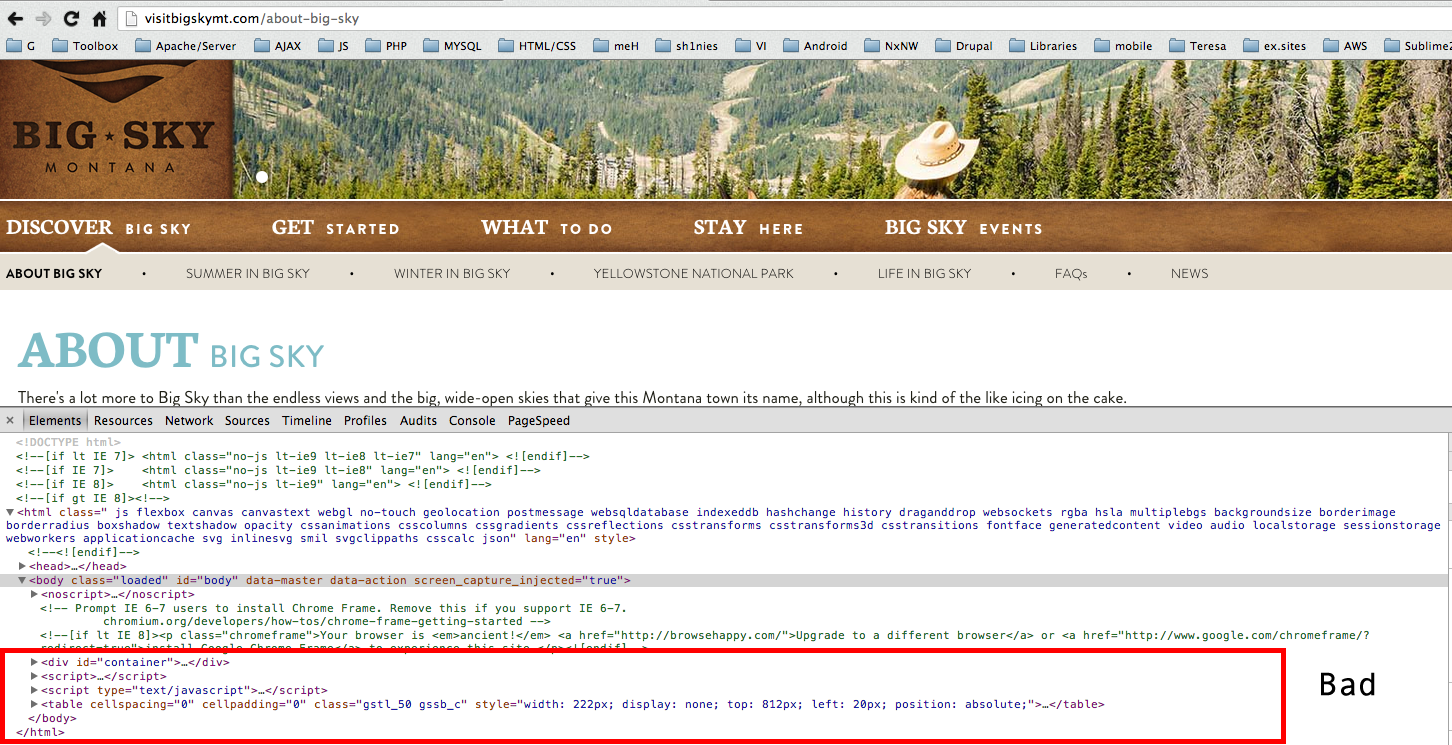 visitbigskymt.com/about-big-sky
G Toolbox Apache/Server AJAX JS PHP MYSQL HTML/CSS meH sh1nies VI Android NxNW Drupal Libraries mobile Teresa ex.sites AWS Sublime
BIG SKY
MONTANA
DISCOVER BIG SKY GET STARTED WHAT TO DO STAY HERE BIG SKY EVENTS
ABOUT BIG SKY • SUMMER IN BIG SKY • WINTER IN BIG SKY • YELLOWSTONE NATIONAL PARK • LIFE IN BIG SKY • FAQs • NEWS
ABOUT BIG SKY
There's a lot more to Big Sky than the endless views and the big, wide-open skies that give this Montana town its name, although this is kind of the like icing on the cake.
× Elements Resources Network Sources Timeline Profiles Audits Console PageSpeed
<!DOCTYPE html>
<!--[if lt IE 7]> <html class="no-js lt-ie9 lt-ie8 lt-ie7" lang="en"> <![endif]-->
<!--[if IE 7]>    <html class="no-js lt-ie9 lt-ie8" lang="en"> <![endif]-->
<!--[if IE 8]>    <html class="no-js lt-ie9" lang="en"> <![endif]-->
<!--[if gt IE 8]><!-->
<html class=" js flexbox canvas canvastext webgl no-touch geolocation postmessage websqldatabase indexeddb hashchange history draganddrop websockets rgba hsla multiplebgs backgroundsize borderimage
borderradius boxshadow textshadow opacity cssanimations csscolumns cssgradients cssreflections csstransforms csstransforms3d csstransitions fontface generatedcontent video audio localstorage sessionstorage
webworkers applicationcache svg inlinesvg smil svgclippaths csscalc json" lang="en" style>
<!--<![endif]-->
<head>…</head>
<body class="loaded" id="body" data-master data-action screen_capture_injected="true">
<noscript>…</noscript>
<!-- Prompt IE 6-7 users to install Chrome Frame. Remove this if you support IE 6-7.
chromium.org/developers/how-tos/chrome-frame-getting-started -->
<!--[if lt IE 8]><p class="chromeframe">Your browser is <em>ancient!</em> <a href="http://browsehappy.com/">Upgrade to a different browser</a> or <a href="http://www.google.com/chromeframe/?
redirect=true">install Google Chrome Frame</a> to experience this site.</p><![endif]-->
<div id="container">…</div>
<script>…</script>
<script type="text/javascript">…</script>
<table cellspacing="0" cellpadding="0" class="gstl_50 gssb_c" style="width: 222px; display: none; top: 812px; left: 20px; position: absolute;">…</table>
</body>
</html>
Bad